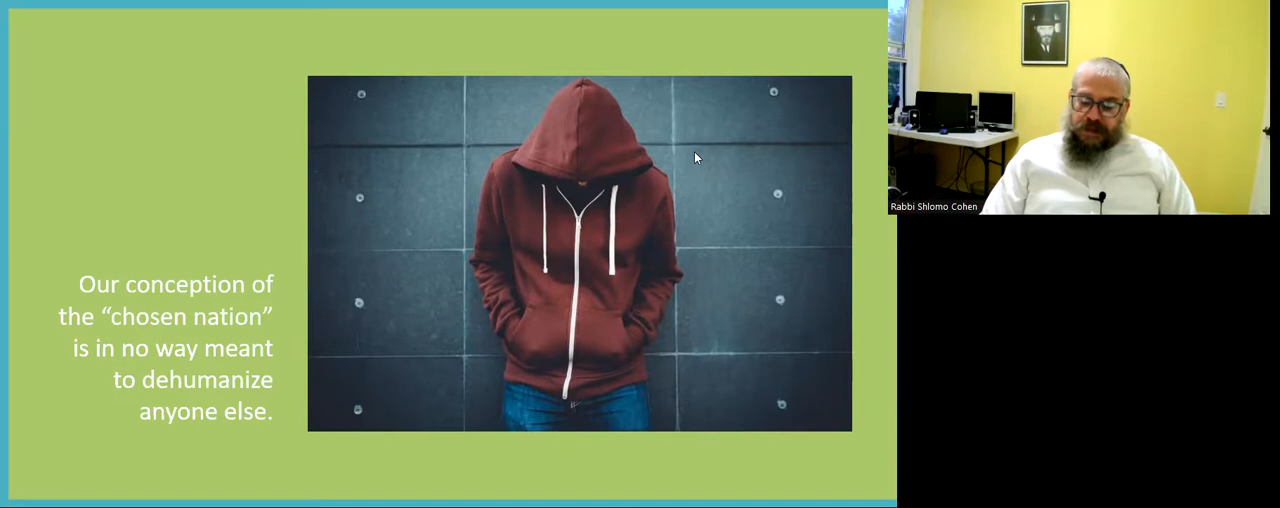 Our conception of
the “chosen nation”
is in no way meant
to dehumanize
anyone else.
Rabbi Shlomo Cohen